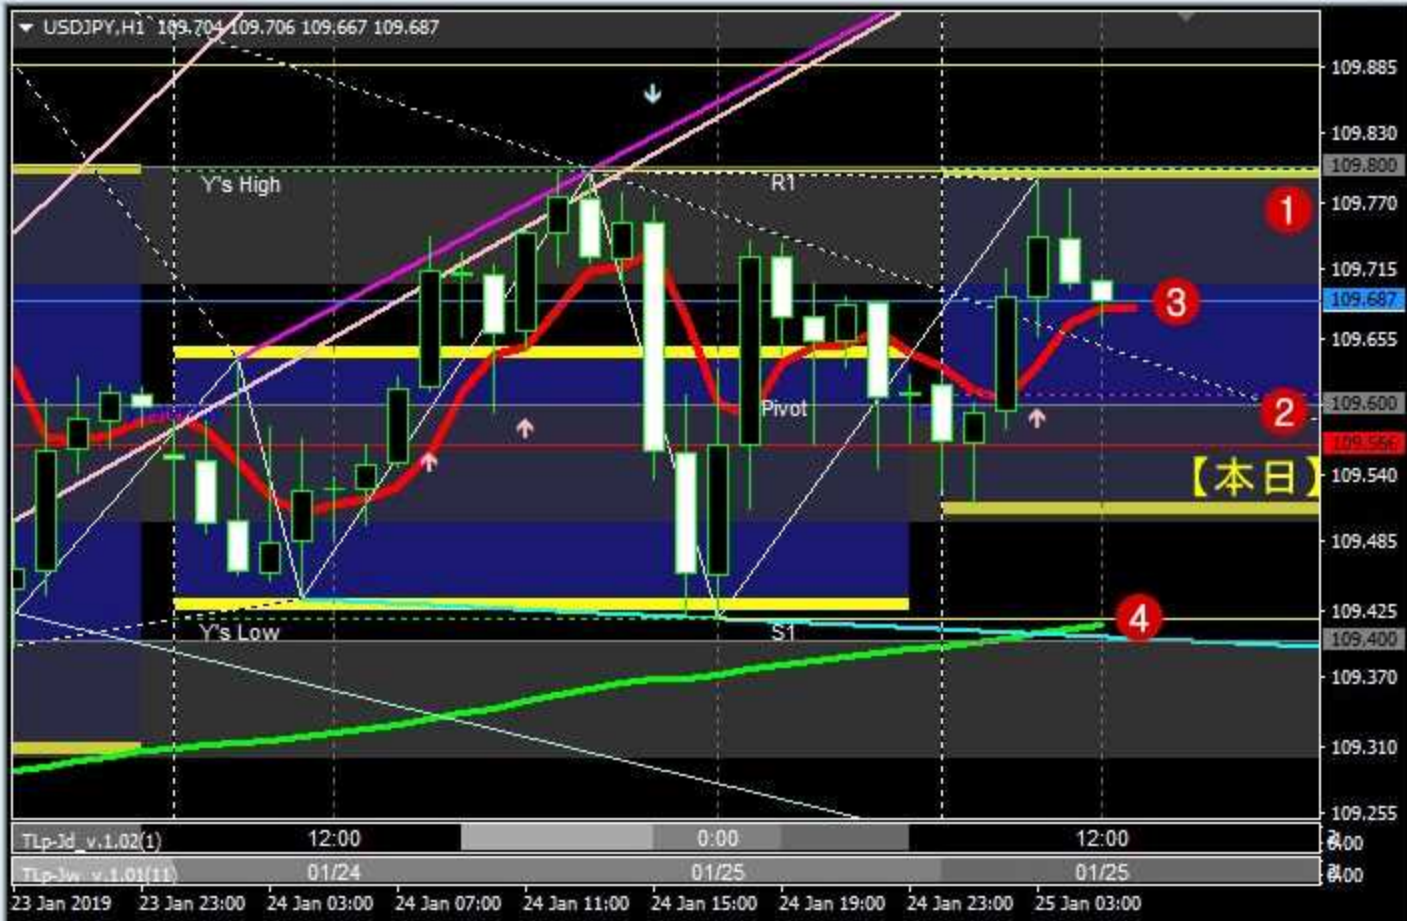 USDJPY,H1 109.704 109.706 109.667 109.687
109.885
109.830
109.800
Y's High
R1
109.770
1
109.715
109.687
3
109.655
109.600
Pivot
2
109.566
【本日】
109.540
109.485
109.425
4
Y's Low
S1
109.400
109.370
109.310
109.255
TLp-Jd_v.1.02(1)
12:00
0:00
12:00
TLp-Jw_v.1.01(11)
01/24
01/25
01/25
23 Jan 2019
23 Jan 23:00
24 Jan 03:00
24 Jan 07:00
24 Jan 11:00
24 Jan 15:00
24 Jan 19:00
24 Jan 23:00
25 Jan 03:00